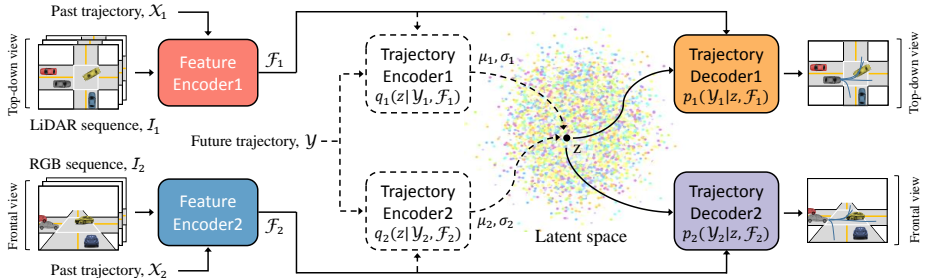 Past trajectory, 𝒳₁
Top-down view
LiDAR sequence, ℐ₁
Feature
Encoder1
ℱ₁
Trajectory
Encoder1
q₁(z|𝒴₁, ℱ₁)
μ₁, σ₁
Trajectory
Decoder1
p₁(𝒴₁|z, ℱ₁)
Top-down view
Future trajectory, 𝒴
z
RGB sequence, ℐ₂
Frontal view
Past trajectory, 𝒳₂
Feature
Encoder2
ℱ₂
Trajectory
Encoder2
q₂(z|𝒴₂, ℱ₂)
μ₂, σ₂
Latent space
Trajectory
Decoder2
p₂(𝒴₂|z, ℱ₂)
Frontal view